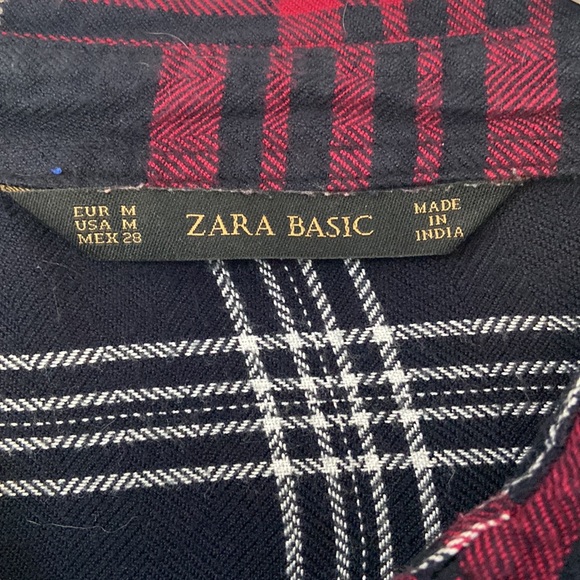 EUR M
USA M
MEX 28
ZARA BASIC
MADE
IN
INDIA